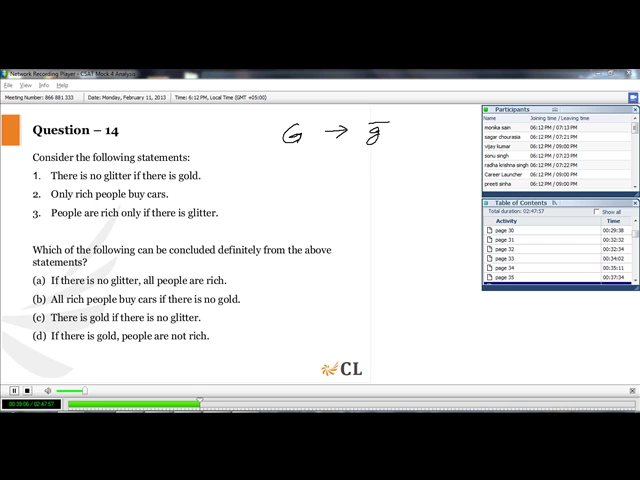 Network Recording Player - CSAT Mock 4 Analysis
File View Info Help
Meeting Number: 866 881 333 Date: Monday, February 11, 2013 Time: 6:12 PM, Local Time (GMT +05:00)
Question – 14
G → g̅
Consider the following statements:
1. There is no glitter if there is gold.
2. Only rich people buy cars.
3. People are rich only if there is glitter.
Which of the following can be concluded definitely from the above
statements?
(a) If there is no glitter, all people are rich.
(b) All rich people buy cars if there is no gold.
(c) There is gold if there is no glitter.
(d) If there is gold, people are not rich.
CL
Participants
Name Joining time / Leaving time
monika sain 06:12 PM / 07:13 PM
sagar chourasia 06:12 PM / 07:21 PM
vijay kumar 06:12 PM / 09:00 PM
sonu singh 06:12 PM / 07:23 PM
radha krishna singh 06:12 PM / 07:22 PM
Career Launcher 06:12 PM / 09:00 PM
preeti sinha 06:12 PM / 09:00 PM
Table of Contents
Total duration: 02:47:57 Show all
Activity Time
page 30 00:29:38
page 31 00:32:32
page 32 00:32:34
page 33 00:34:02
page 34 00:35:11
page 35 00:37:34
00:39:06 / 02:47:57